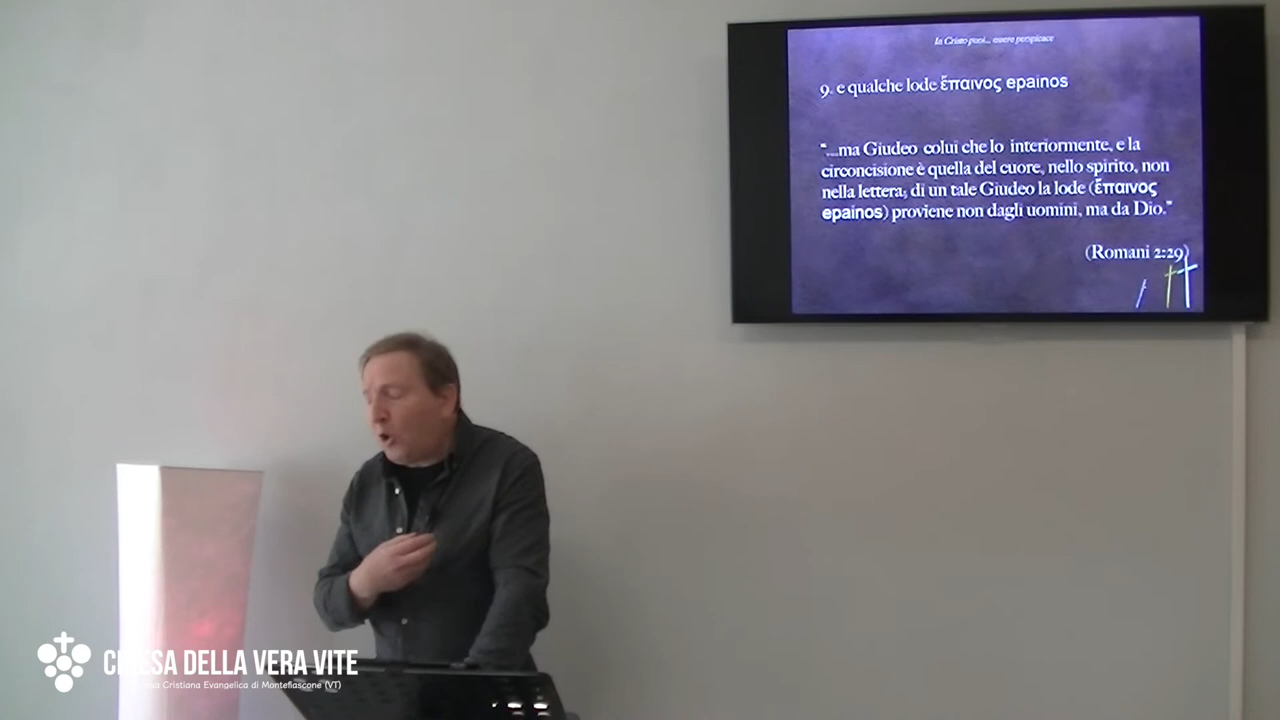 In Cristo puoi... essere perspicace
9. e qualche lode ἔπαινος epainos
"...ma Giudeo colui che lo interiormente, e la
circoncisione è quella del cuore, nello spirito, non
nella lettera; di un tale Giudeo la lode (ἔπαινος
epainos) proviene non dagli uomini, ma da Dio."
(Romani 2:29)
CHIESA DELLA VERA VITE
Cristiana Evangelica di Montefiascone (VT)